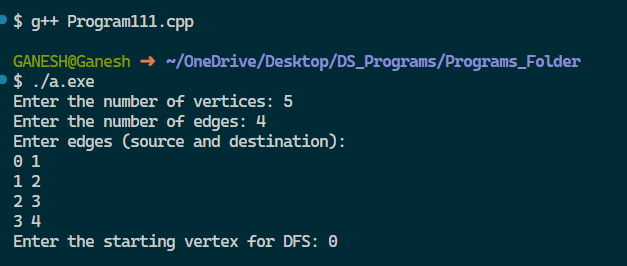 $ g++ Program111.cpp
GANESH@Ganesh ➜ ~/OneDrive/Desktop/DS_Programs/Programs_Folder
$ ./a.exe
Enter the number of vertices: 5
Enter the number of edges: 4
Enter edges (source and destination):
0 1
1 2
2 3
3 4
Enter the starting vertex for DFS: 0